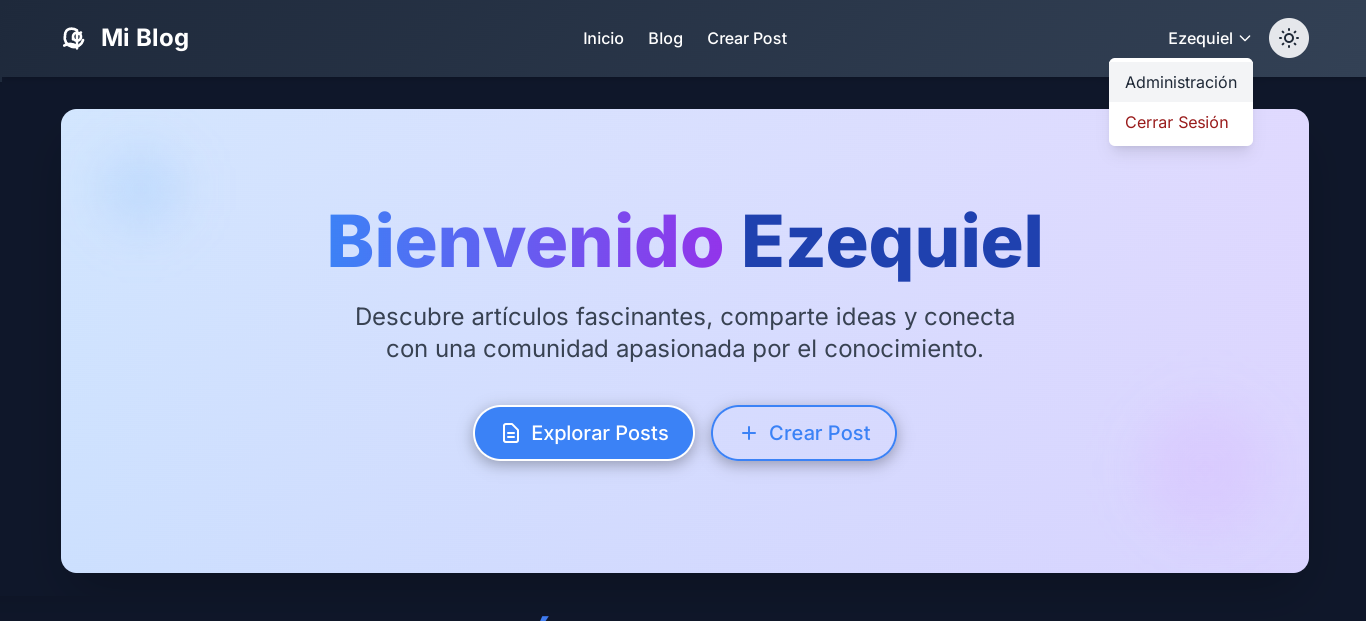 Mi Blog
Inicio
Blog
Crear Post
Ezequiel
Administración
Cerrar Sesión
Bienvenido Ezequiel
Descubre artículos fascinantes, comparte ideas y conecta
con una comunidad apasionada por el conocimiento.
Explorar Posts
Crear Post